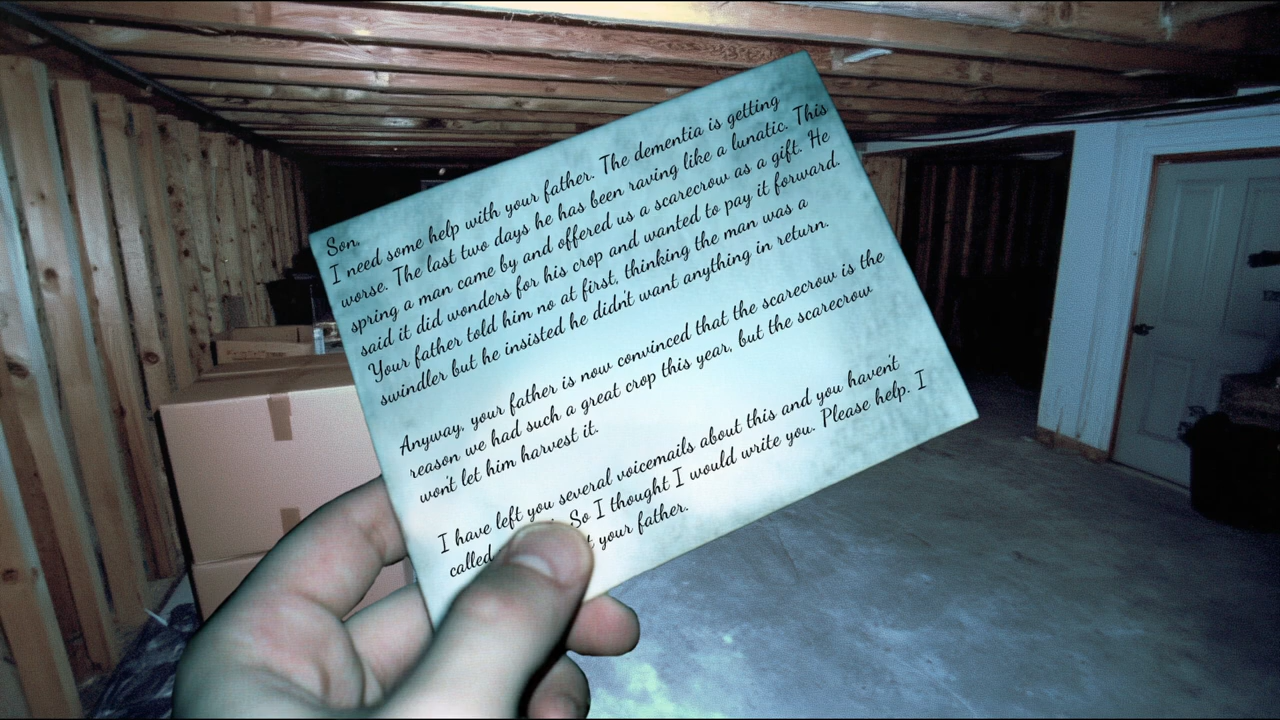 Son,
I need some help with your father. The dementia is getting
worse. The last two days he has been raving like a lunatic. This
spring a man came by and offered us a scarecrow as a gift. He
said it did wonders for his crop and wanted to pay it forward.
Your father told him no at first, thinking the man was a
swindler but he insisted he didn't want anything in return.
Anyway, your father is now convinced that the scarecrow is the
reason we had such a great crop this year, but the scarecrow
won't let him harvest it.
I have left you several voicemails about this and you haven't
called So I thought I would write you. Please help. I
your father.